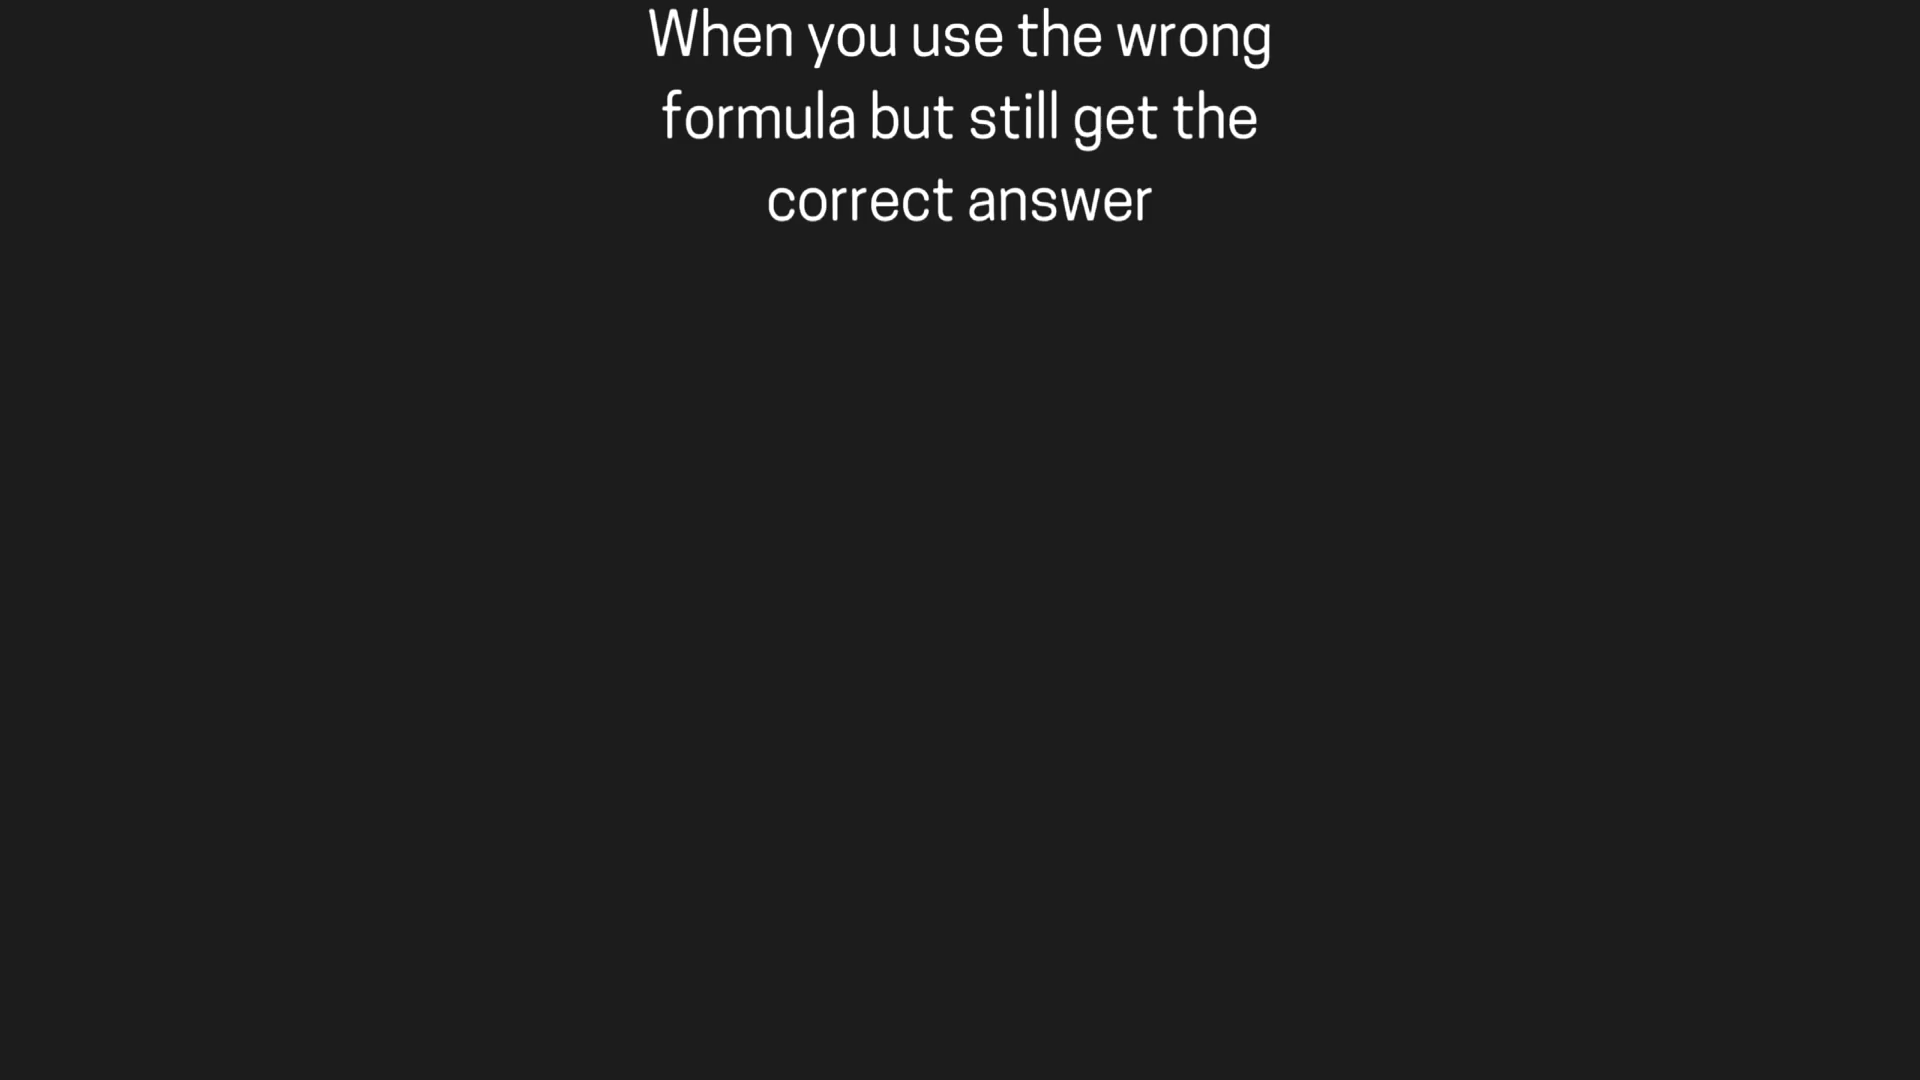 When you use the wrong
formula but still get the
correct answer